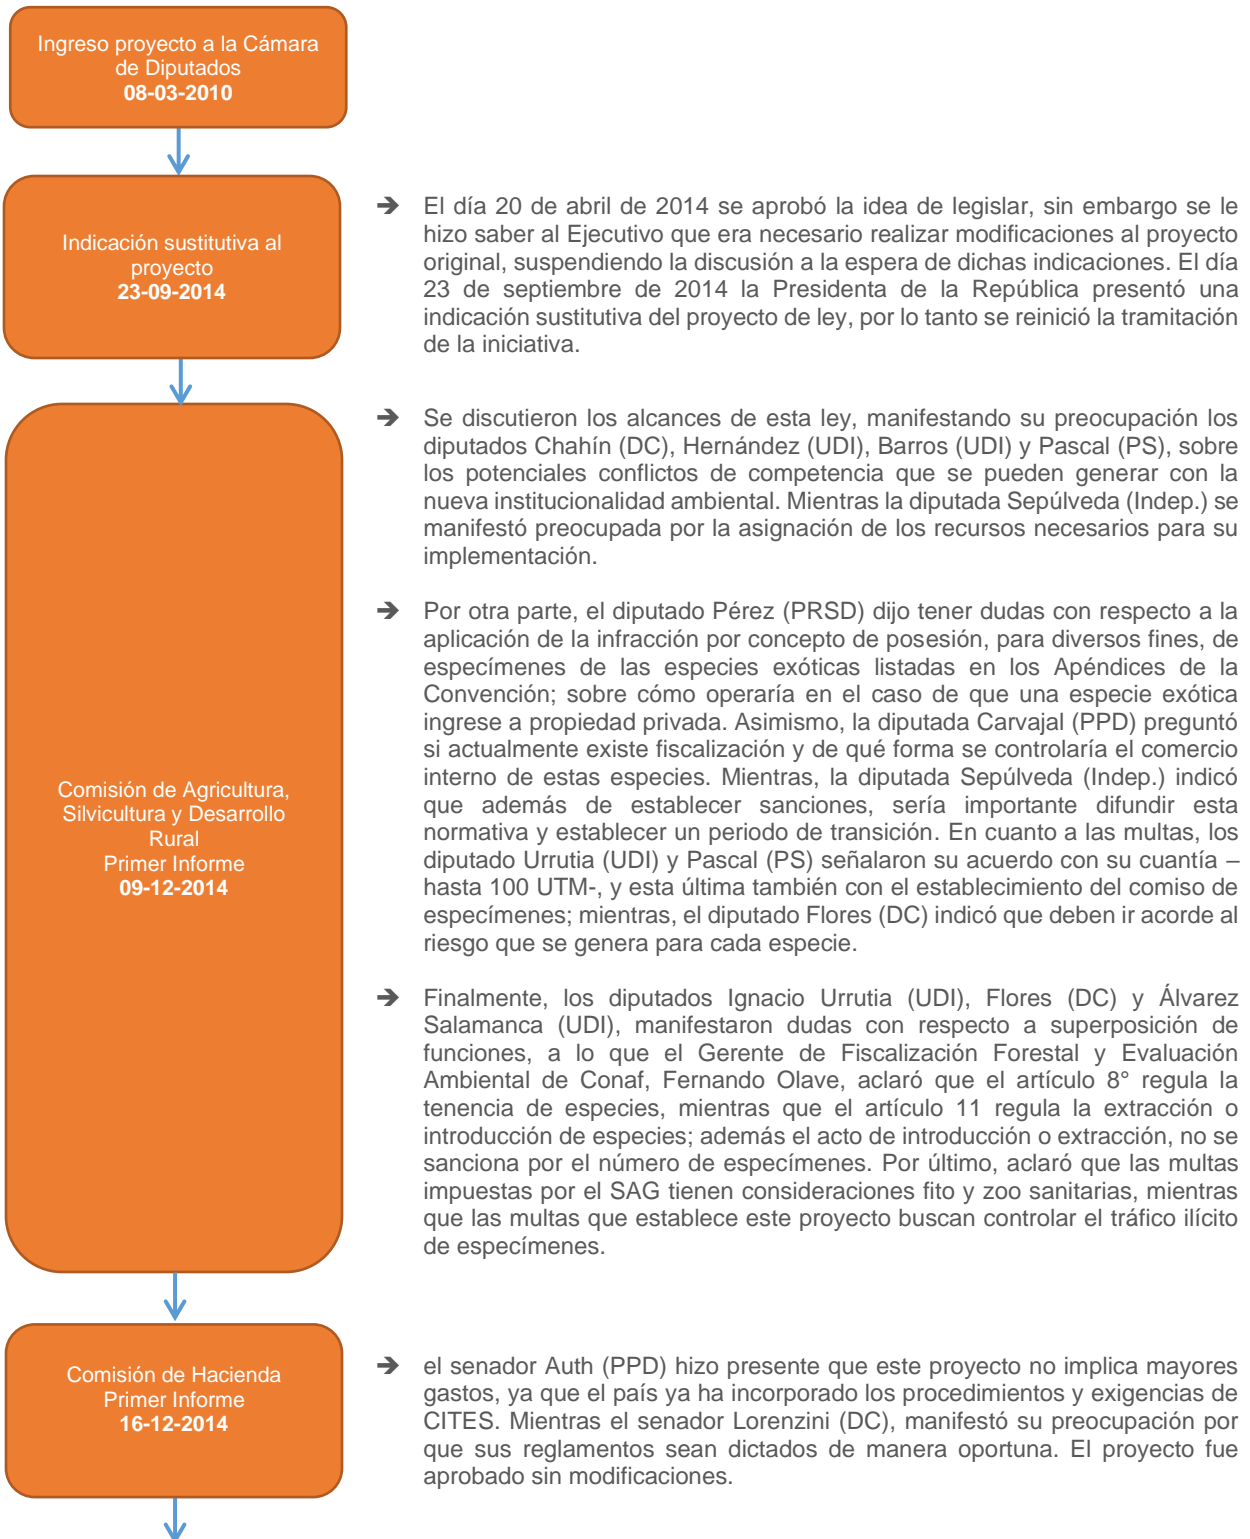 Ingreso proyecto a la Cámara
de Diputados
08-03-2010
Indicación sustitutiva al
proyecto
23-09-2014
➔ El día 20 de abril de 2014 se aprobó la idea de legislar, sin embargo se le
hizo saber al Ejecutivo que era necesario realizar modificaciones al proyecto
original, suspendiendo la discusión a la espera de dichas indicaciones. El día
23 de septiembre de 2014 la Presidenta de la República presentó una
indicación sustitutiva del proyecto de ley, por lo tanto se reinició la tramitación
de la iniciativa.
Comisión de Agricultura,
Silvicultura y Desarrollo
Rural
Primer Informe
09-12-2014
➔ Se discutieron los alcances de esta ley, manifestando su preocupación los
diputados Chahín (DC), Hernández (UDI), Barros (UDI) y Pascal (PS), sobre
los potenciales conflictos de competencia que se pueden generar con la
nueva institucionalidad ambiental. Mientras la diputada Sepúlveda (Indep.) se
manifestó preocupada por la asignación de los recursos necesarios para su
implementación.
➔ Por otra parte, el diputado Pérez (PRSD) dijo tener dudas con respecto a la
aplicación de la infracción por concepto de posesión, para diversos fines, de
especímenes de las especies exóticas listadas en los Apéndices de la
Convención; sobre cómo operaría en el caso de que una especie exótica
ingrese a propiedad privada. Asimismo, la diputada Carvajal (PPD) preguntó
si actualmente existe fiscalización y de qué forma se controlaría el comercio
interno de estas especies. Mientras, la diputada Sepúlveda (Indep.) indicó
que además de establecer sanciones, sería importante difundir esta
normativa y establecer un periodo de transición. En cuanto a las multas, los
diputado Urrutia (UDI) y Pascal (PS) señalaron su acuerdo con su cuantía –
hasta 100 UTM-, y esta última también con el establecimiento del comiso de
especímenes; mientras, el diputado Flores (DC) indicó que deben ir acorde al
riesgo que se genera para cada especie.
➔ Finalmente, los diputados Ignacio Urrutia (UDI), Flores (DC) y Álvarez
Salamanca (UDI), manifestaron dudas con respecto a superposición de
funciones, a lo que el Gerente de Fiscalización Forestal y Evaluación
Ambiental de Conaf, Fernando Olave, aclaró que el artículo 8° regula la
tenencia de especies, mientras que el artículo 11 regula la extracción o
introducción de especies; además el acto de introducción o extracción, no se
sanciona por el número de especímenes. Por último, aclaró que las multas
impuestas por el SAG tienen consideraciones fito y zoo sanitarias, mientras
que las multas que establece este proyecto buscan controlar el tráfico ilícito
de especímenes.
Comisión de Hacienda
Primer Informe
16-12-2014
➔ el senador Auth (PPD) hizo presente que este proyecto no implica mayores
gastos, ya que el país ya ha incorporado los procedimientos y exigencias de
CITES. Mientras el senador Lorenzini (DC), manifestó su preocupación por
que sus reglamentos sean dictados de manera oportuna. El proyecto fue
aprobado sin modificaciones.